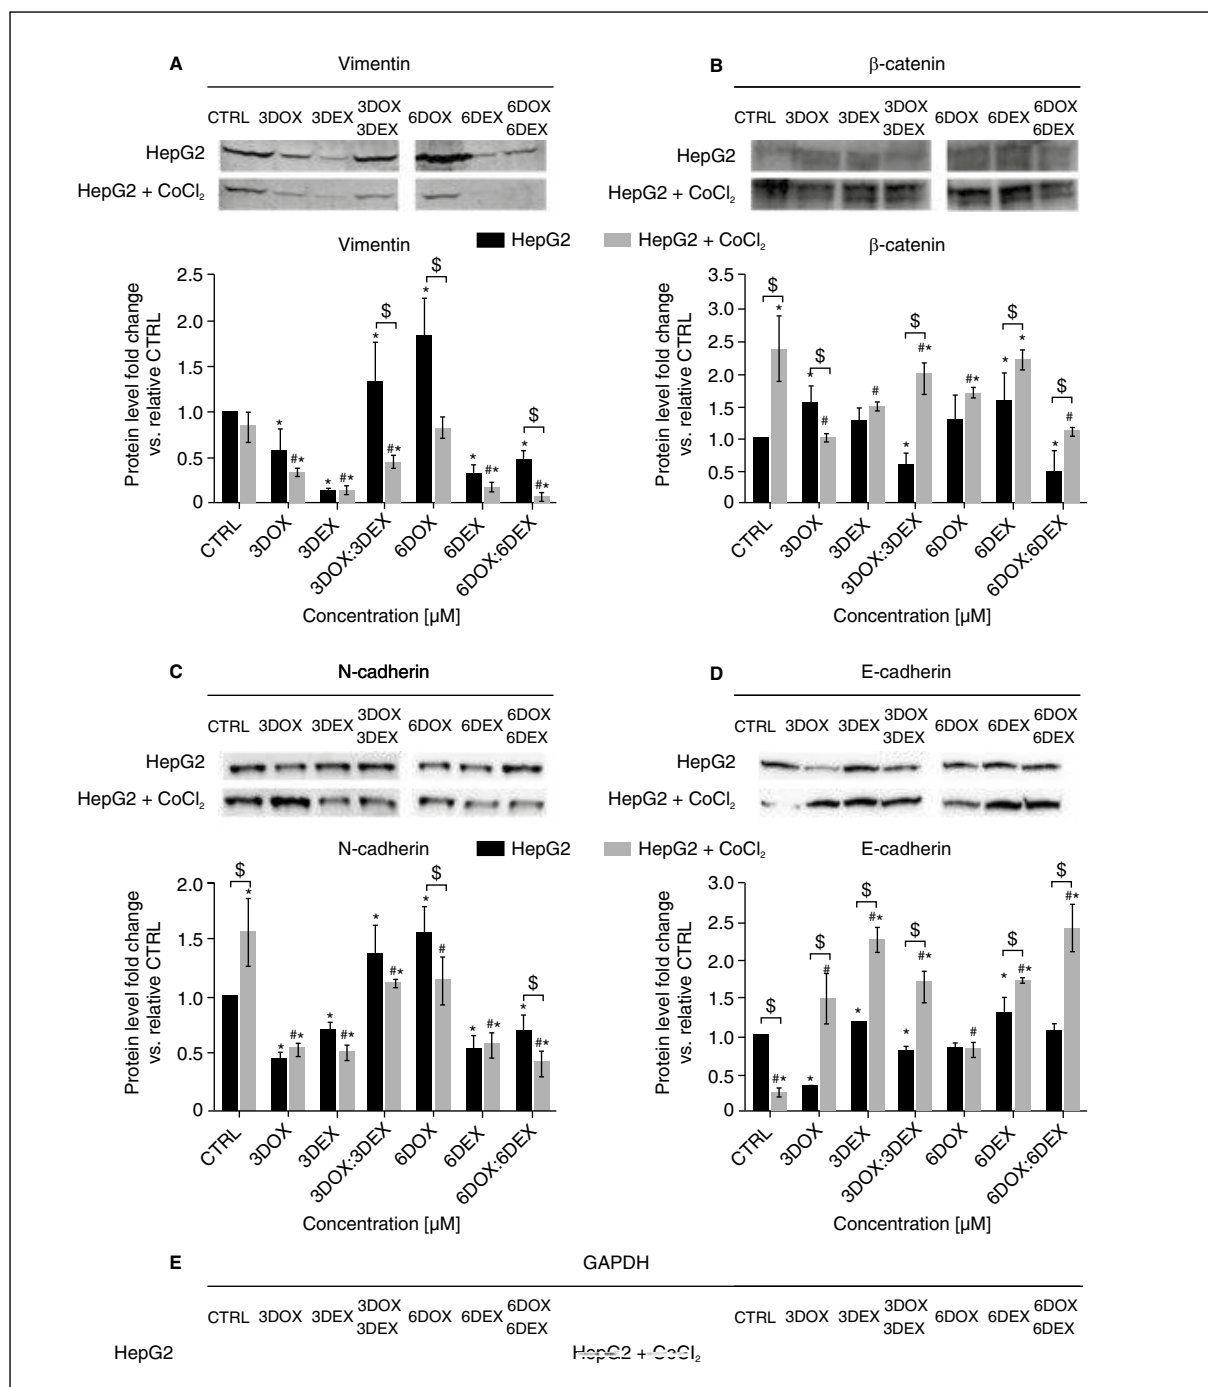 A Vimentin
CTRL 3DOX 3DEX 3DOX 3DEX 6DOX 6DEX 6DOX 6DEX
HepG2
HepG2 + CoCl₂
B β-catenin
CTRL 3DOX 3DEX 3DOX 3DEX 6DOX 6DEX 6DOX 6DEX
HepG2
HepG2 + CoCl₂
HepG2 HepG2 + CoCl₂
Vimentin
Protein level fold change
vs. relative CTRL
2.5
2.0
1.5
1.0
0.5
0
* #* * #* * $ #* * $ * #* * $ #*
CTRL 3DOX 3DEX 3DOX:3DEX 6DOX 6DEX 6DOX:6DEX
Concentration [µM]
β-catenin
Protein level fold change
vs. relative CTRL
3.5
3.0
2.5
2.0
1.5
1.0
0.5
0
$ * * $ # # * $ #* #* * $ * * $ #
CTRL 3DOX 3DEX 3DOX:3DEX 6DOX 6DEX 6DOX:6DEX
Concentration [µM]
C N-cadherin
CTRL 3DOX 3DEX 3DOX 3DEX 6DOX 6DEX 6DOX 6DEX
HepG2
HepG2 + CoCl₂
D E-cadherin
CTRL 3DOX 3DEX 3DOX 3DEX 6DOX 6DEX 6DOX 6DEX
HepG2
HepG2 + CoCl₂
HepG2 HepG2 + CoCl₂
N-cadherin
Protein level fold change
vs. relative CTRL
2.0
1.5
1.0
0.5
0
$ * * #* * #* * #* * $ # * #* * $ #*
CTRL 3DOX 3DEX 3DOX:3DEX 6DOX 6DEX 6DOX:6DEX
Concentration [µM]
E-cadherin
Protein level fold change
vs. relative CTRL
3.0
2.5
2.0
1.5
1.0
0.5
0
$ #* * $ # * $ #* * $ #* # * $ #* $ #*
CTRL 3DOX 3DEX 3DOX:3DEX 6DOX 6DEX 6DOX:6DEX
Concentration [µM]
E GAPDH
CTRL 3DOX 3DEX 3DOX 3DEX 6DOX 6DEX 6DOX 6DEX
CTRL 3DOX 3DEX 3DOX 3DEX 6DOX 6DEX 6DOX 6DEX
HepG2 HepG2 + CoCl₂